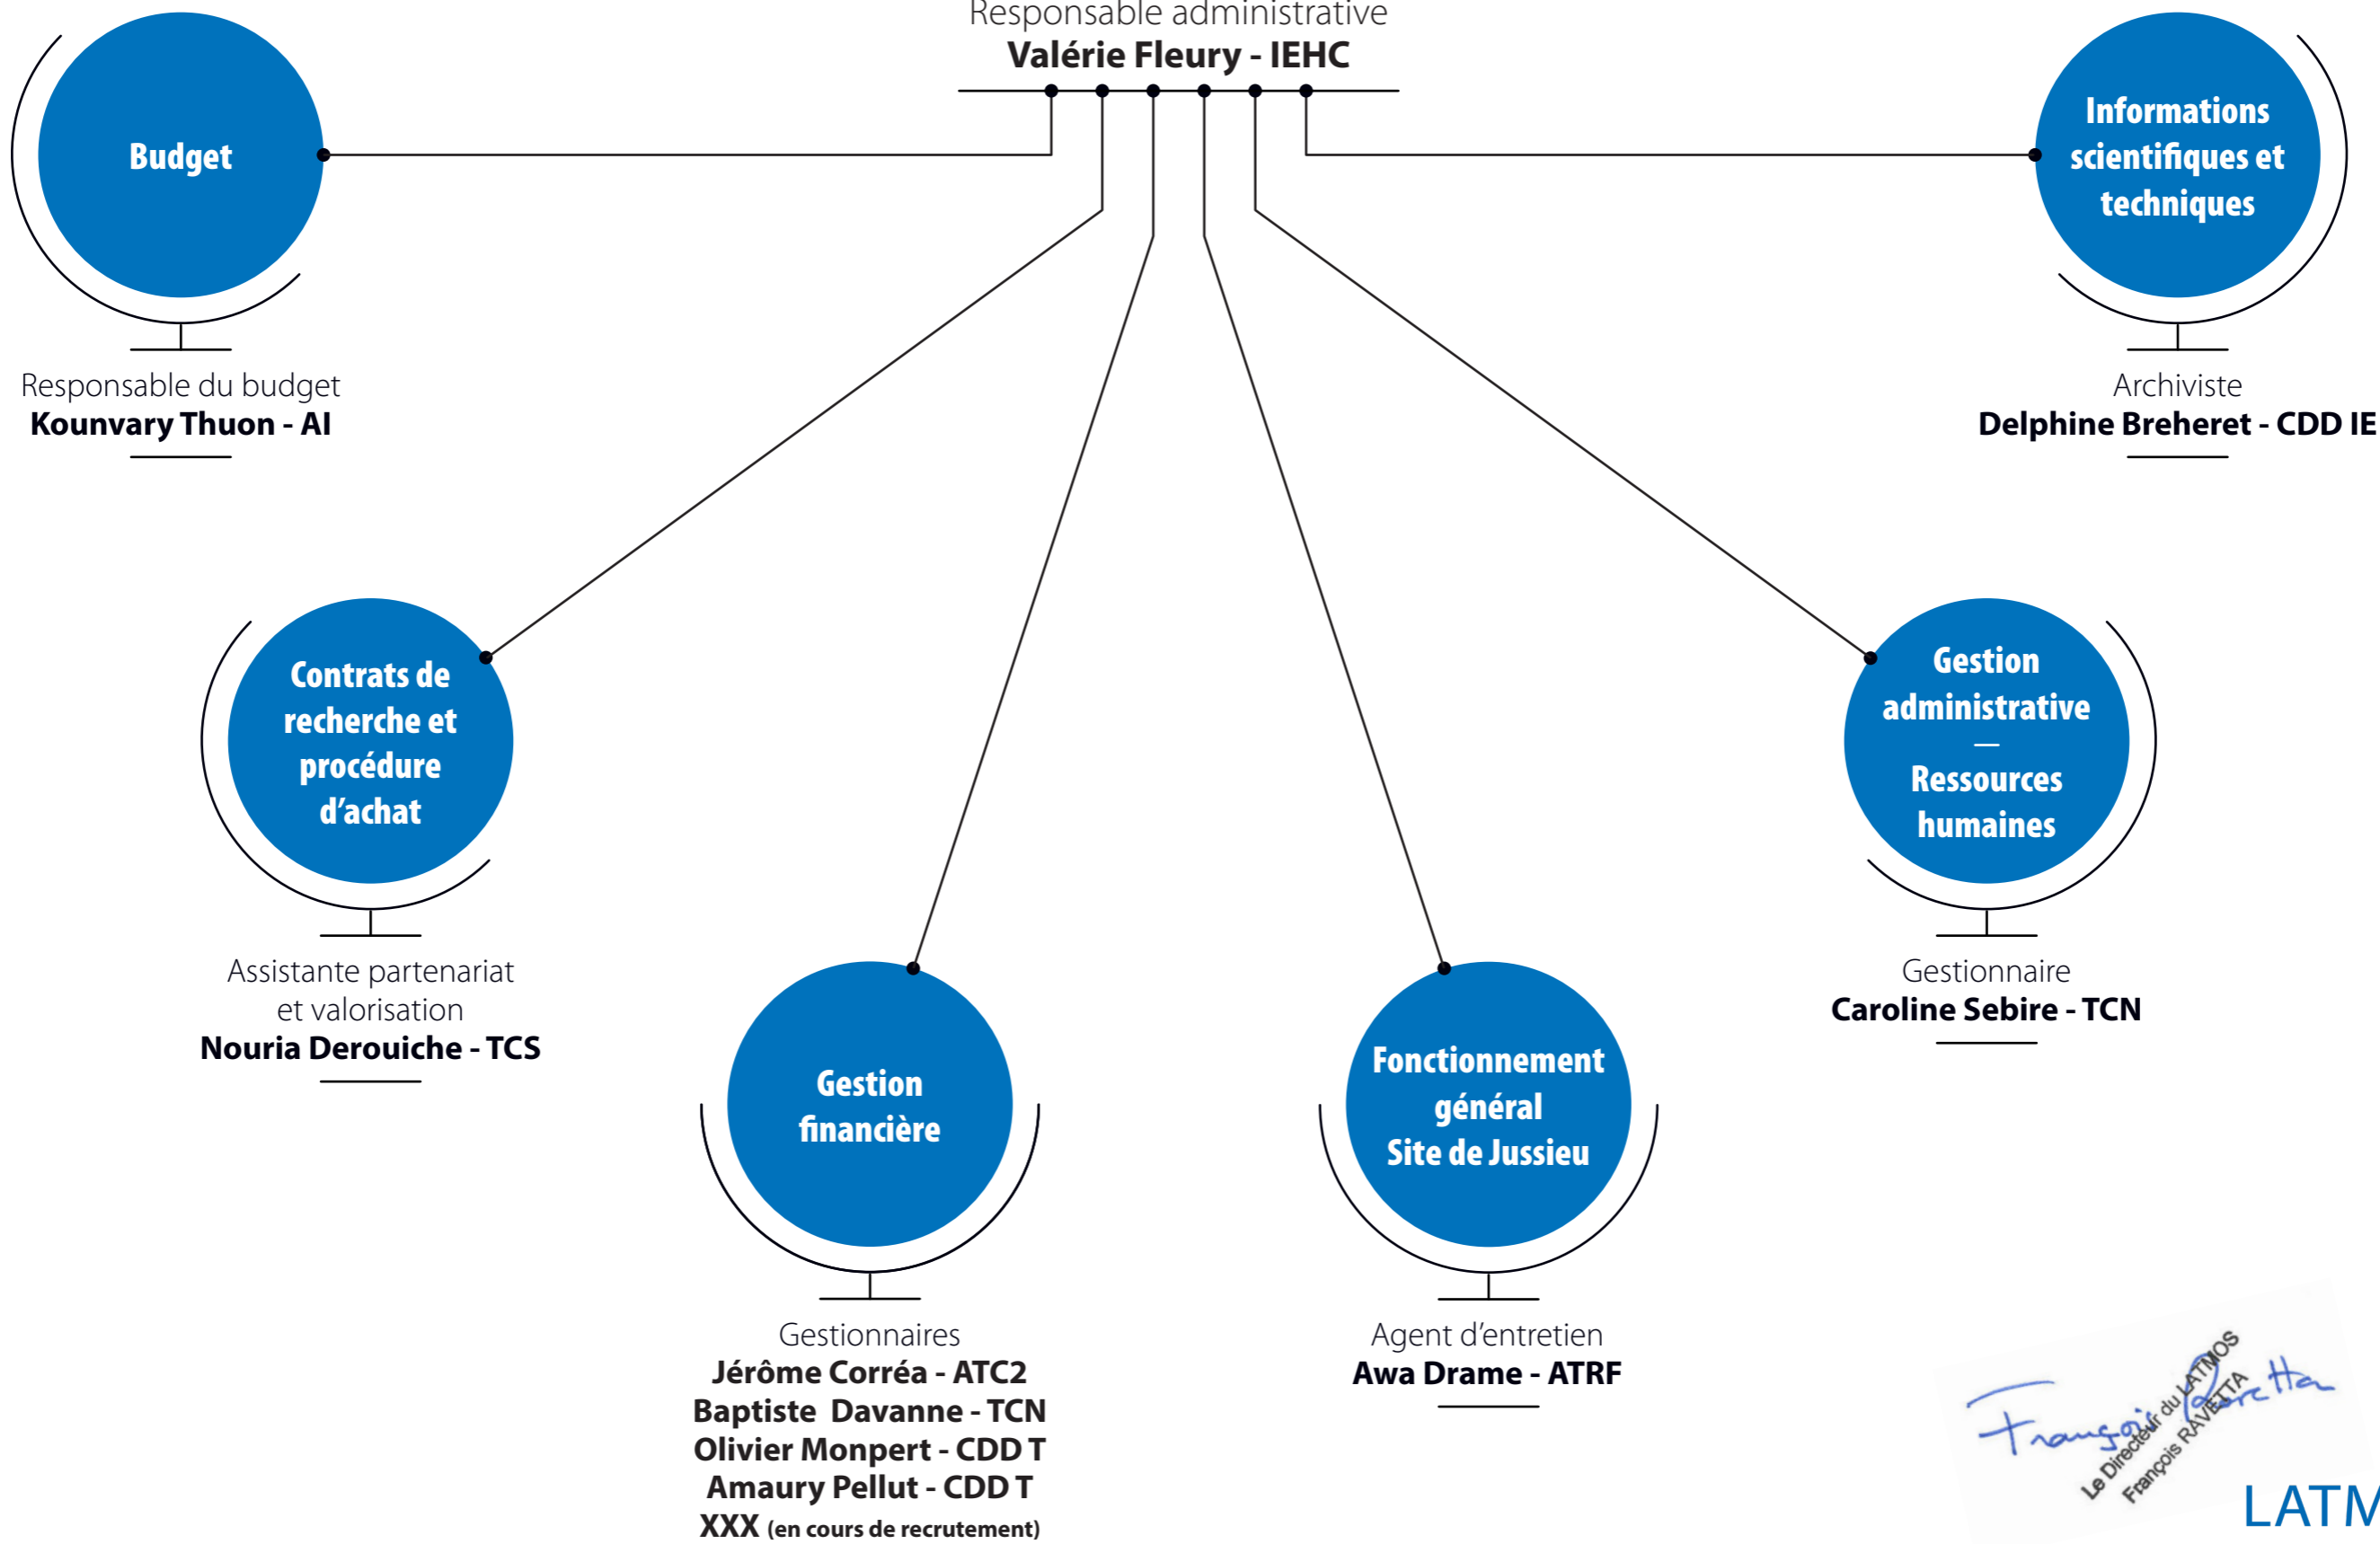 Responsable administrative
Valérie Fleury - IEHC
Budget
Responsable du budget
Kounvary Thuon - AI
Informations
scientifiques et
techniques
Archiviste
Delphine Breheret - CDD IE
Contrats de
recherche et
procédure
d’achat
Assistante partenariat
et valorisation
Nouria Derouiche - TCS
Gestion
financière
Gestionnaires
Jérôme Corréa - ATC2
Baptiste Davanne - TCN
Olivier Monpert - CDD T
Amaury Pellut - CDD T
XXX (en cours de recrutement)
Fonctionnement
général
Site de Jussieu
Agent d’entretien
Awa Drame - ATRF
Gestion
administrative
—
Ressources
humaines
Gestionnaire
Caroline Sebire - TCN
François Ravetta
Le Directeur du LATMOS
François RAVETTA
LATM